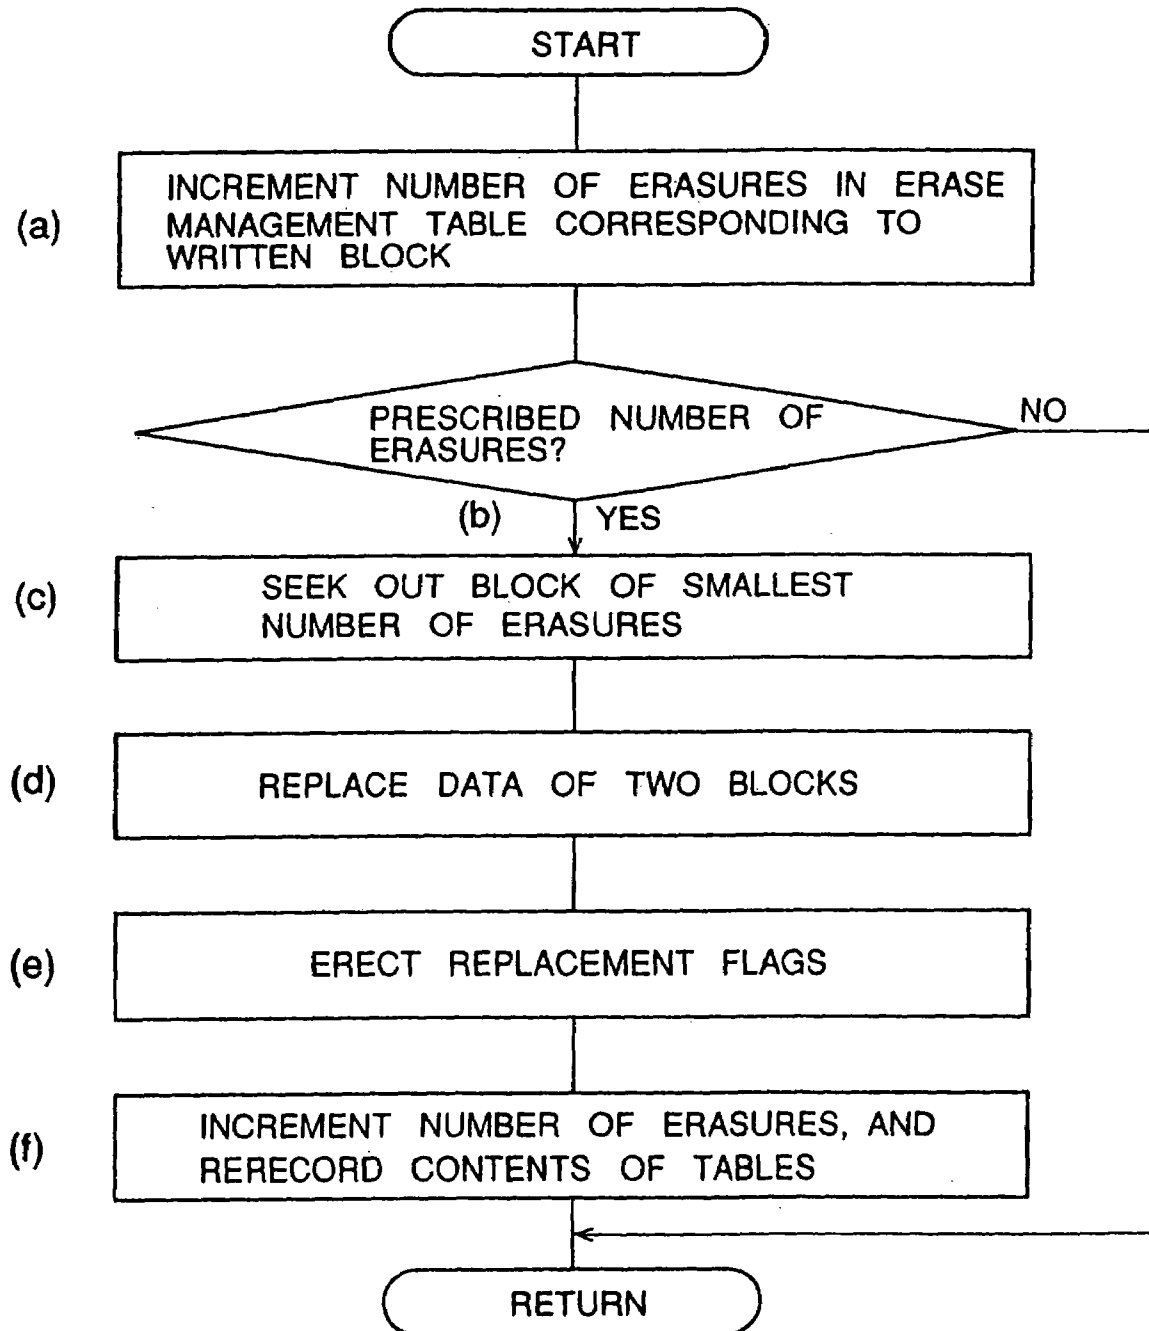 START
(a)
INCREMENT NUMBER OF ERASURES IN ERASE
MANAGEMENT TABLE CORRESPONDING TO
WRITTEN BLOCK
PRESCRIBED NUMBER OF
ERASURES?
NO
(b)
YES
(c)
SEEK OUT BLOCK OF SMALLEST
NUMBER OF ERASURES
(d)
REPLACE DATA OF TWO BLOCKS
(e)
ERECT REPLACEMENT FLAGS
(f)
INCREMENT NUMBER OF ERASURES, AND
RERECORD CONTENTS OF TABLES
RETURN